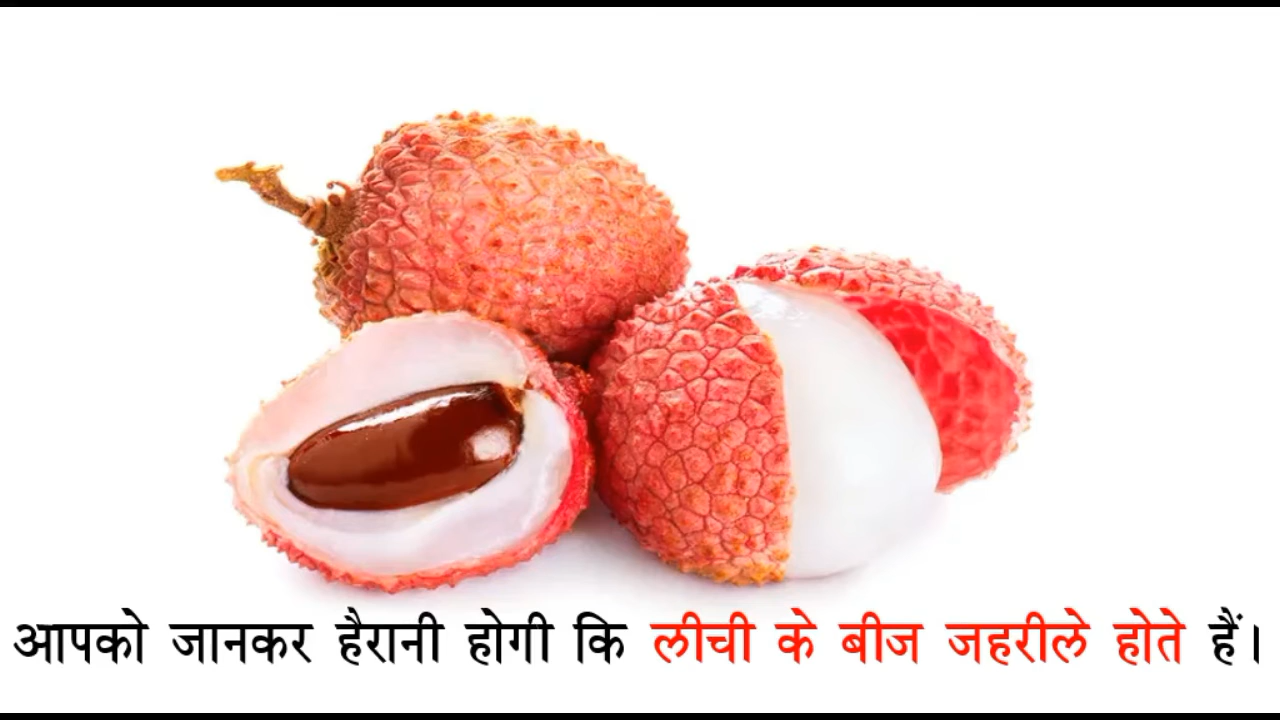 आपको जानकर हैरानी होगी कि लीची के बीज जहरीले होते हैं।